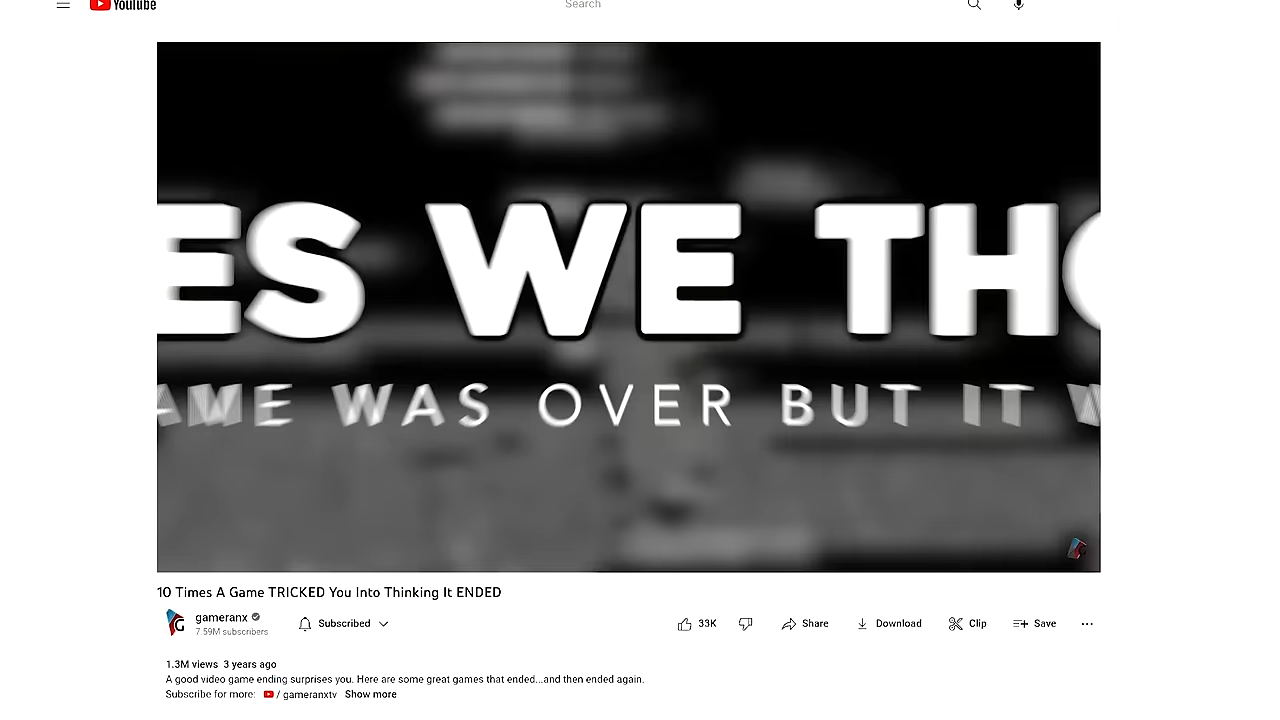 YouTube
Search
ES WE THO
AME WAS OVER BUT IT W
10 Times A Game TRICKED You Into Thinking It ENDED
gameranx
7.59M subscribers
Subscribed
33K
Share
Download
Clip
Save
1.3M views 3 years ago
A good video game ending surprises you. Here are some great games that ended...and then ended again.
Subscribe for more: / gameranxtv Show more